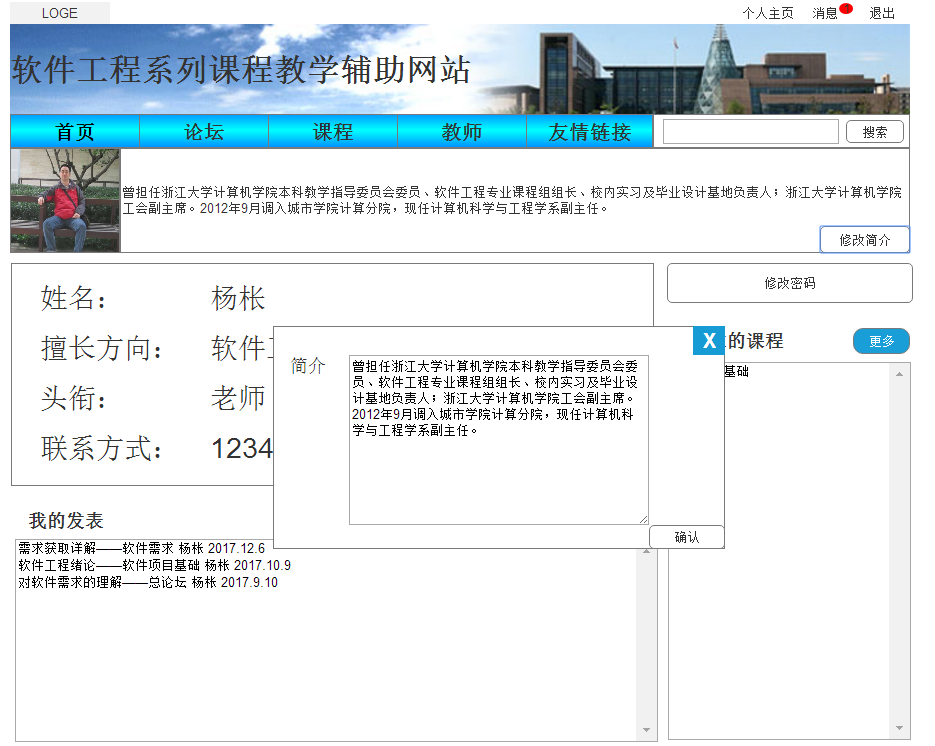 LOGE
个人主页 消息 退出
软件工程系列课程教学辅助网站
首页 论坛 课程 教师 友情链接 搜索
曾担任浙江大学计算机学院本科教学指导委员会委员、软件工程专业课程组组长、校内实习及毕业设计基地负责人；浙江大学计算机学院
工会副主席。2012年9月调入城市学院计算分院，现任计算机科学与工程学系副主任。
修改简介
姓名： 杨枨
修改密码
擅长方向： 软件工
X
的课程 更多
简介
曾担任浙江大学计算机学院本科教学指导委员会委
员、软件工程专业课程组组长、校内实习及毕业设
计基地负责人；浙江大学计算机学院工会副主席。
2012年9月调入城市学院计算分院，现任计算机科
学与工程学系副主任。
基础
头衔： 老师
联系方式： 1234
确认
我的发表
需求获取详解——软件需求 杨枨 2017.12.6
软件工程绪论——软件项目基础 杨枨 2017.10.9
对软件需求的理解——总论坛 杨枨 2017.9.10